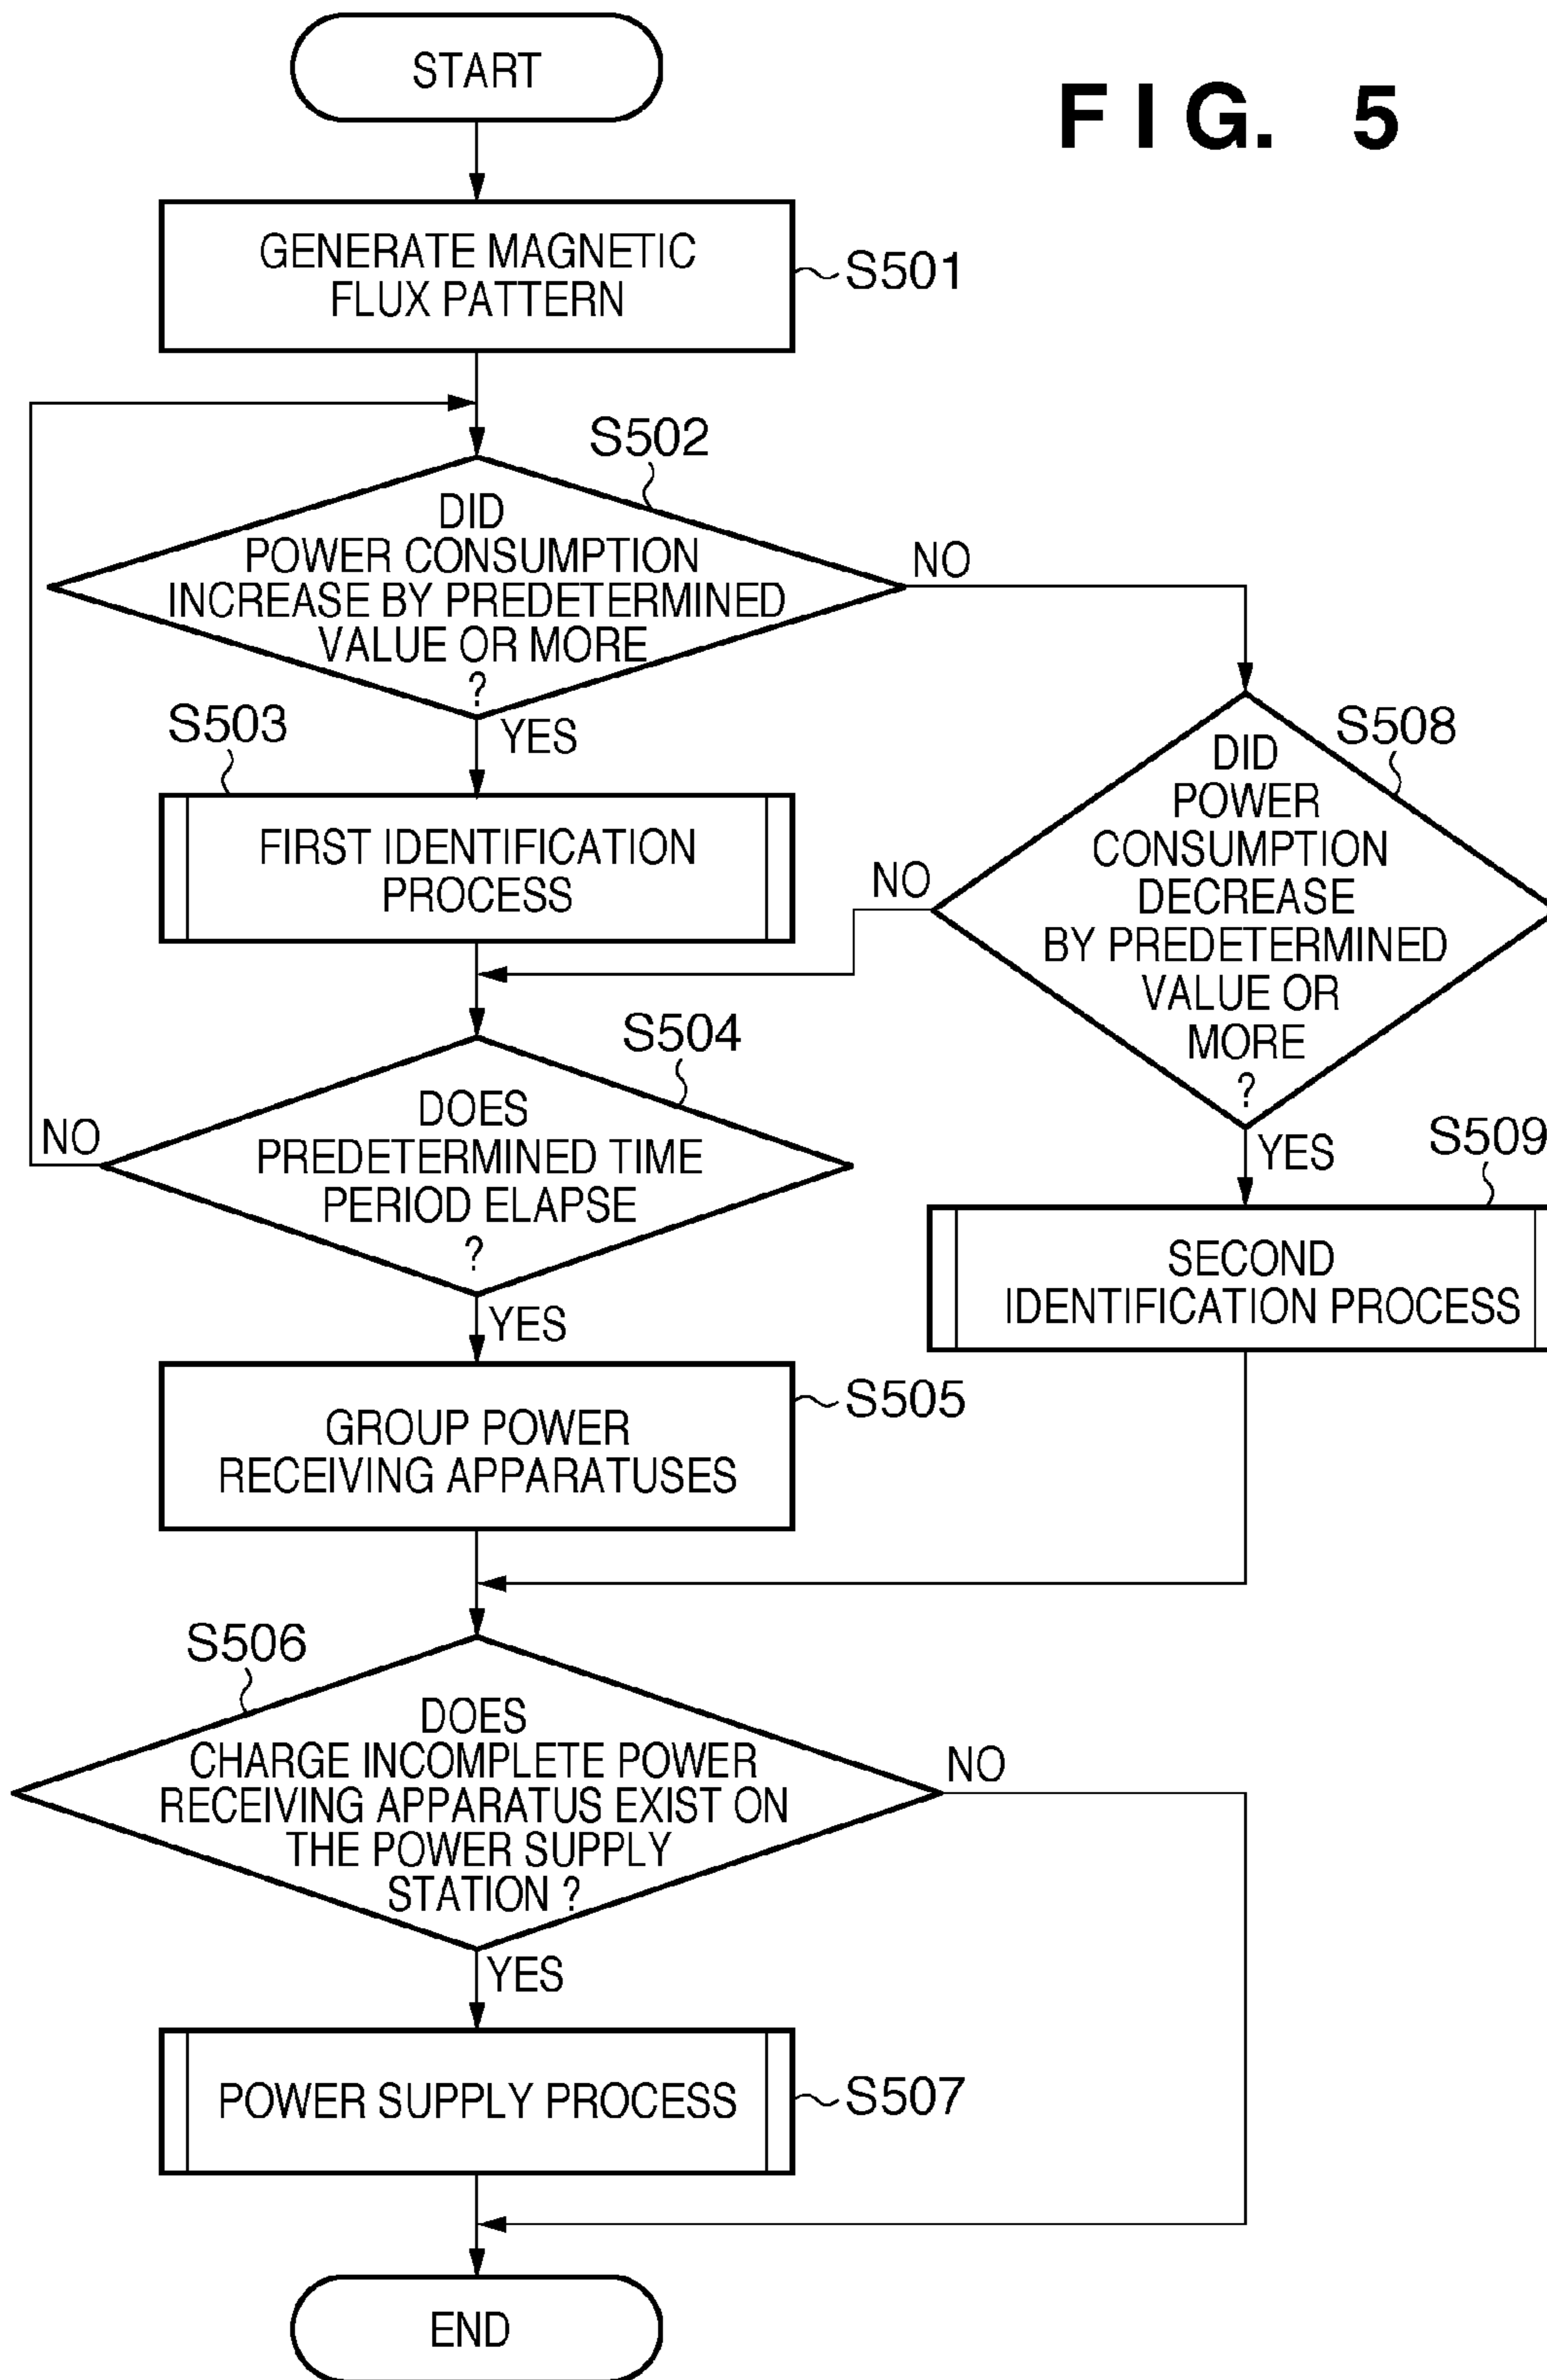 START
FIG. 5
GENERATE MAGNETIC
FLUX PATTERN
S501
S502
DID
POWER CONSUMPTION
INCREASE BY PREDETERMINED
VALUE OR MORE
?
NO
YES
S503
FIRST IDENTIFICATION
PROCESS
S508
DID
POWER
CONSUMPTION
DECREASE
BY PREDETERMINED
VALUE OR
MORE
?
NO
YES
S504
DOES
PREDETERMINED TIME
PERIOD ELAPSE
?
NO
YES
S509
SECOND
IDENTIFICATION PROCESS
GROUP POWER
RECEIVING APPARATUSES
S505
S506
DOES
CHARGE INCOMPLETE POWER
RECEIVING APPARATUS EXIST ON
THE POWER SUPPLY
STATION ?
NO
YES
POWER SUPPLY PROCESS
S507
END